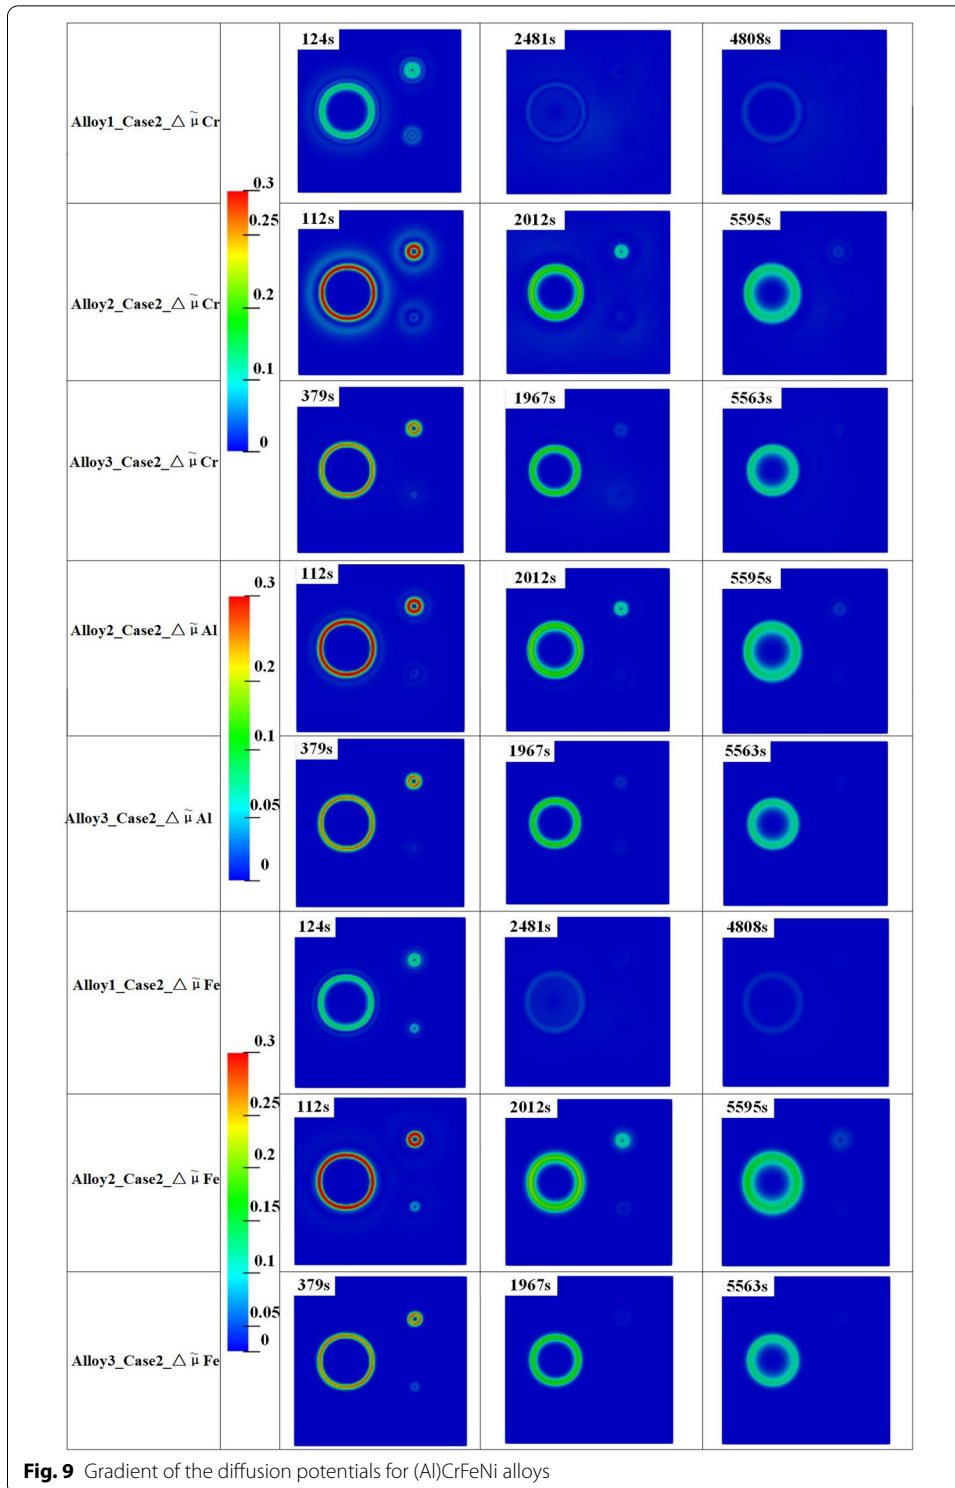 124s 2481s 4808s
Alloy1_Case2_△ μ̃ Cr
0.3
0.25
0.2
0.1
0
112s 2012s 5595s
Alloy2_Case2_△ μ̃ Cr
379s 1967s 5563s
Alloy3_Case2_△ μ̃ Cr
112s 2012s 5595s
0.3
0.2
0.1
0.05
0
Alloy2_Case2_△ μ̃ Al
379s 1967s 5563s
Alloy3_Case2_△ μ̃ Al
124s 2481s 4808s
Alloy1_Case2_△ μ̃ Fe
0.3
0.25
0.2
0.15
0.1
0.05
0
112s 2012s 5595s
Alloy2_Case2_△ μ̃ Fe
379s 1967s 5563s
Alloy3_Case2_△ μ̃ Fe
Fig. 9 Gradient of the diffusion potentials for (Al)CrFeNi alloys